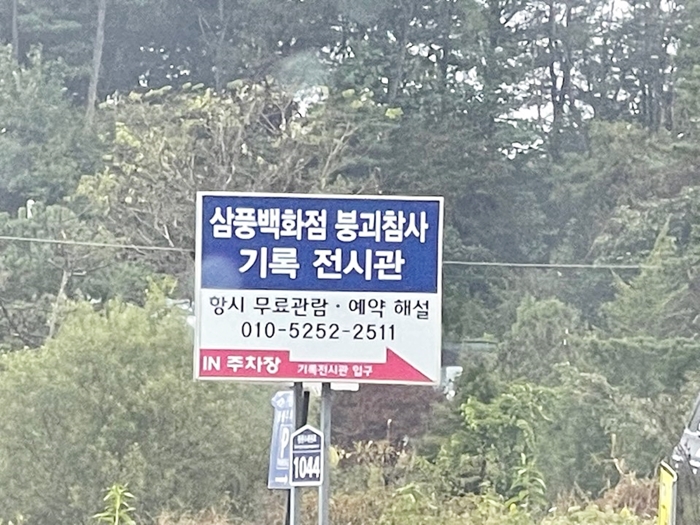 삼풍백화점 붕괴참사
기록 전시관
항시 무료관람 · 예약 해설
010-5252-2511
IN 주차장 기록전시관 입구
P
1044